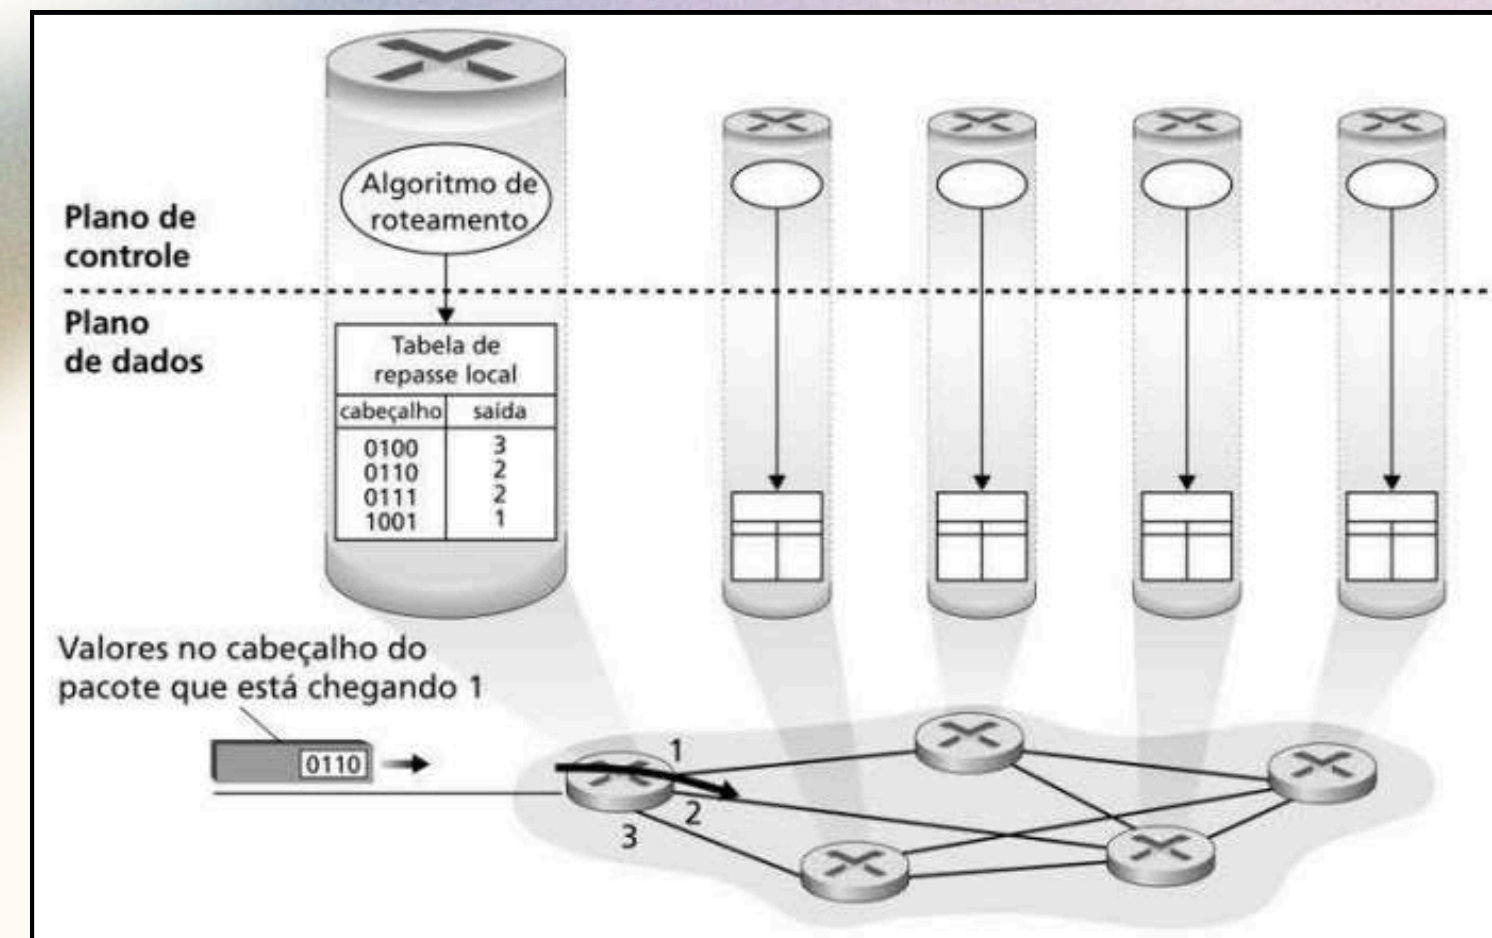 Algoritmo de
roteamento
Plano de
controle
Plano
de dados
Tabela de
repasse local
cabeçalho saída
0100 3
0110 2
0111 2
1001 1
Valores no cabeçalho do
pacote que está chegando 1
0110
1
2
3